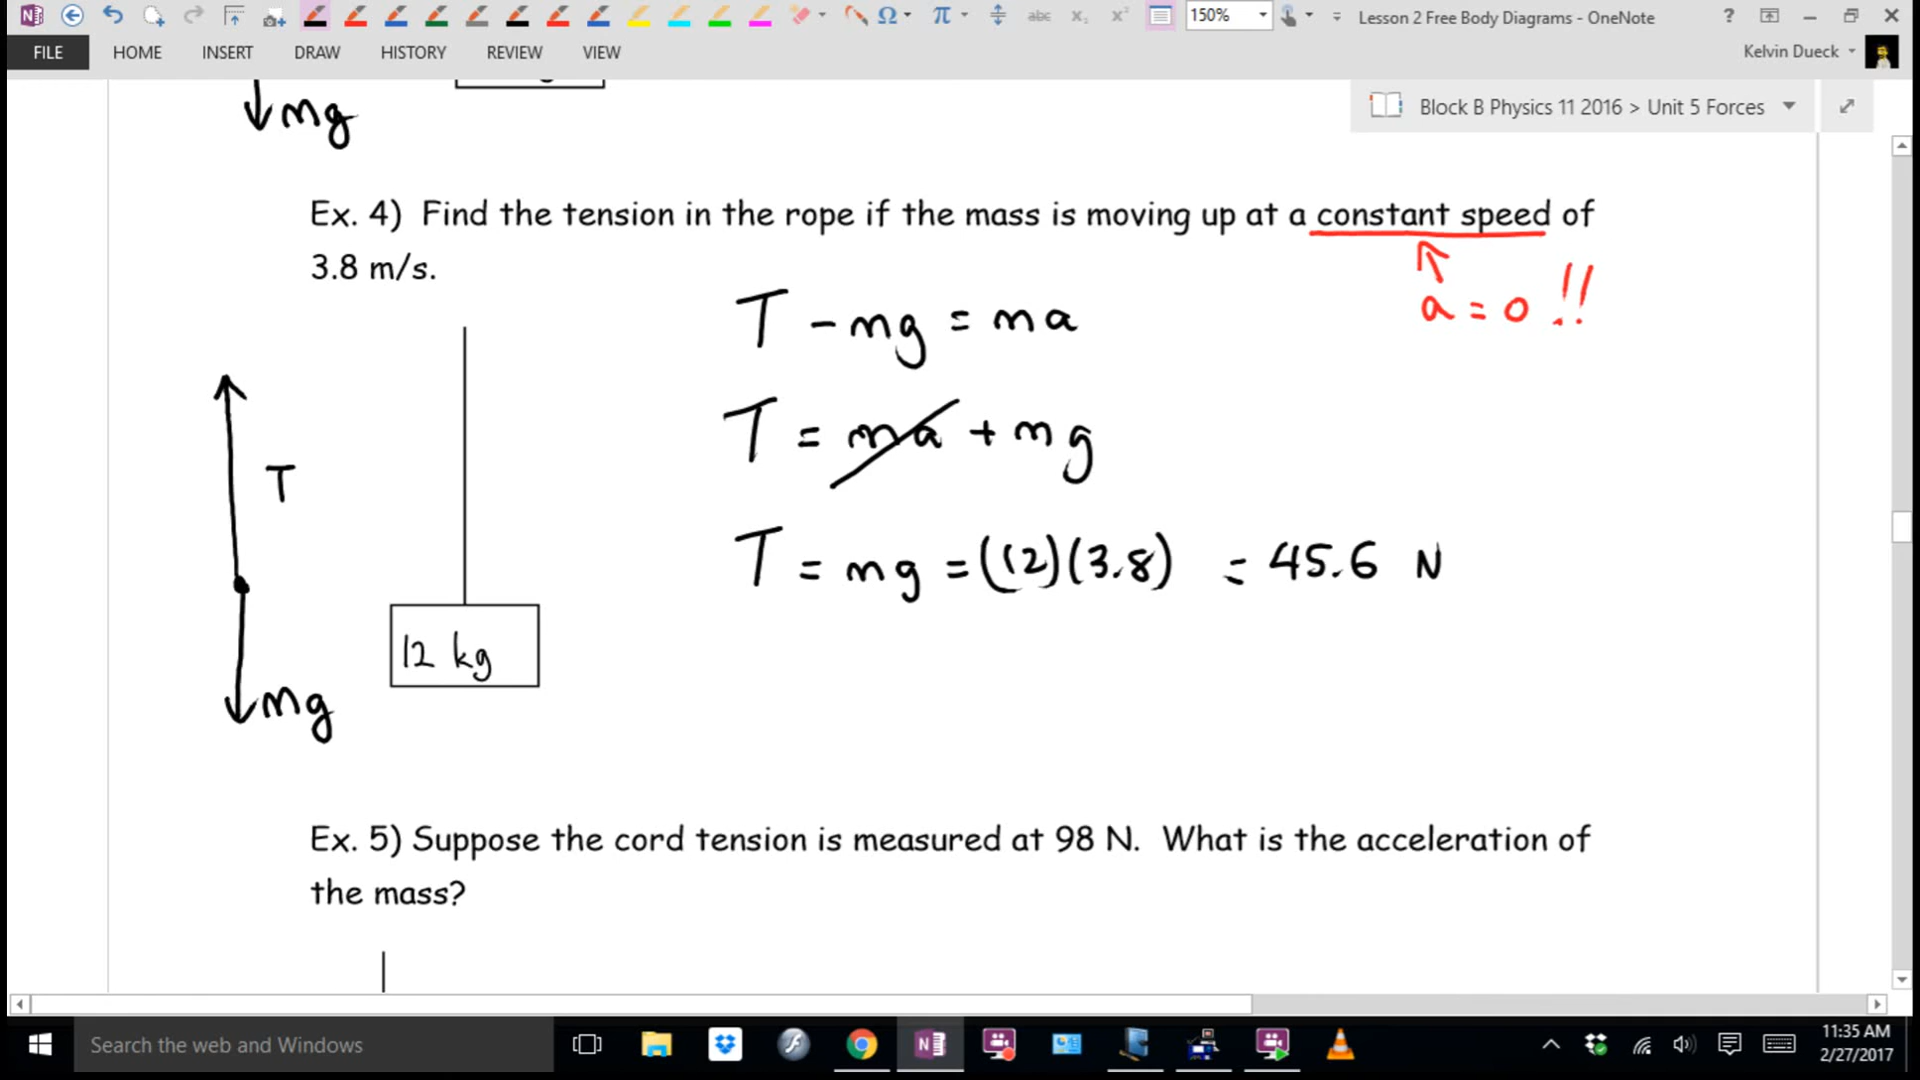 150%
Lesson 2 Free Body Diagrams - OneNote
FILE HOME INSERT DRAW HISTORY REVIEW VIEW
Kelvin Dueck
Block B Physics 11 2016 > Unit 5 Forces
mg
Ex. 4) Find the tension in the rope if the mass is moving up at a constant speed of
3.8 m/s.
a = 0 !!
T - mg = ma
T = ma + mg
T
T = mg = (12)(3.8) = 45.6 N
12 kg
mg
Ex. 5) Suppose the cord tension is measured at 98 N. What is the acceleration of
the mass?
Search the web and Windows
11:35 AM
2/27/2017